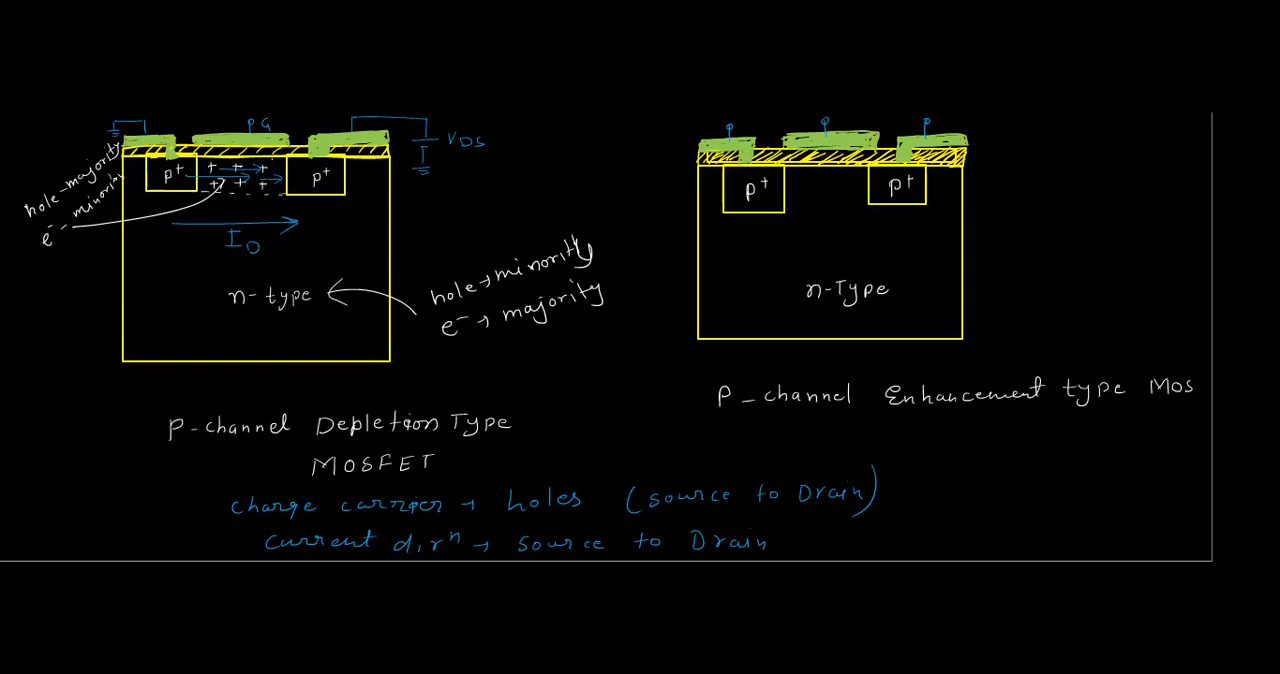 G
VDS
hole-majority
e⁻ - minority
p+
+ + +
+ + +
p+
ID
n-type
hole → minority
e⁻ → majority
P-channel Depletion Type
MOSFET
p+
p+
n-Type
P-channel Enhancement type MOS
charge carrier → holes (source to Drain)
current dirⁿ → source to Drain